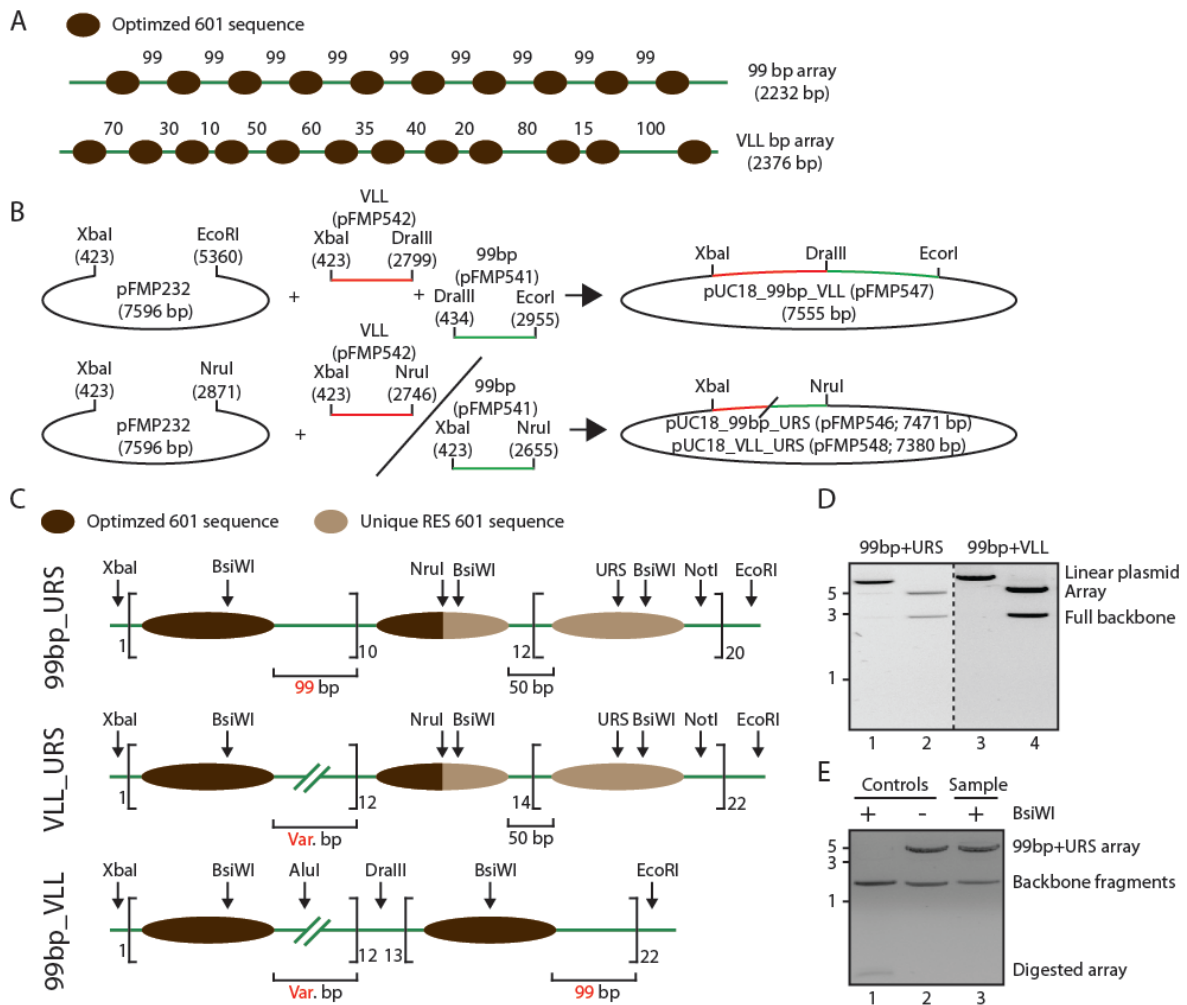 A
Optimzed 601 sequence
99 99 99 99 99 99 99 99 99
99 bp array
(2232 bp)
70 30 10 50 60 35 40 20 80 15 100
VLL bp array
(2376 bp)
B
XbaI
(423)
EcoRI
(5360)
pFMP232
(7596 bp)
+
VLL
(pFMP542)
XbaI
(423)
DraIII
(2799)
+
99bp
(pFMP541)
DraIII
(434)
EcorI
(2955)
XbaI
DraIII
EcorI
pUC18_99bp_VLL (pFMP547)
(7555 bp)
XbaI
(423)
NruI
(2871)
pFMP232
(7596 bp)
+
VLL
(pFMP542)
XbaI
(423)
NruI
(2746)
99bp
(pFMP541)
XbaI
(423)
NruI
(2655)
XbaI
NruI
pUC18_99bp_URS (pFMP546; 7471 bp)
pUC18_VLL_URS (pFMP548; 7380 bp)
C
Optimzed 601 sequence
Unique RES 601 sequence
99bp_URS
XbaI BsiWI NruI BsiWI URS BsiWI NotI EcoRI
1 10 12 20
99 bp
50 bp
VLL_URS
XbaI BsiWI NruI BsiWI URS BsiWI NotI EcoRI
1 12 14 22
Var. bp
50 bp
99bp_VLL
XbaI BsiWI AluI DraIII BsiWI EcoRI
1 12 13 22
Var. bp
99 bp
D
99bp+URS 99bp+VLL
Linear plasmid
5
Array
3
Full backbone
1
1 2 3 4
E
Controls Sample
+ - + BsiWI
5
99bp+URS array
3
Backbone fragments
1
Digested array
1 2 3